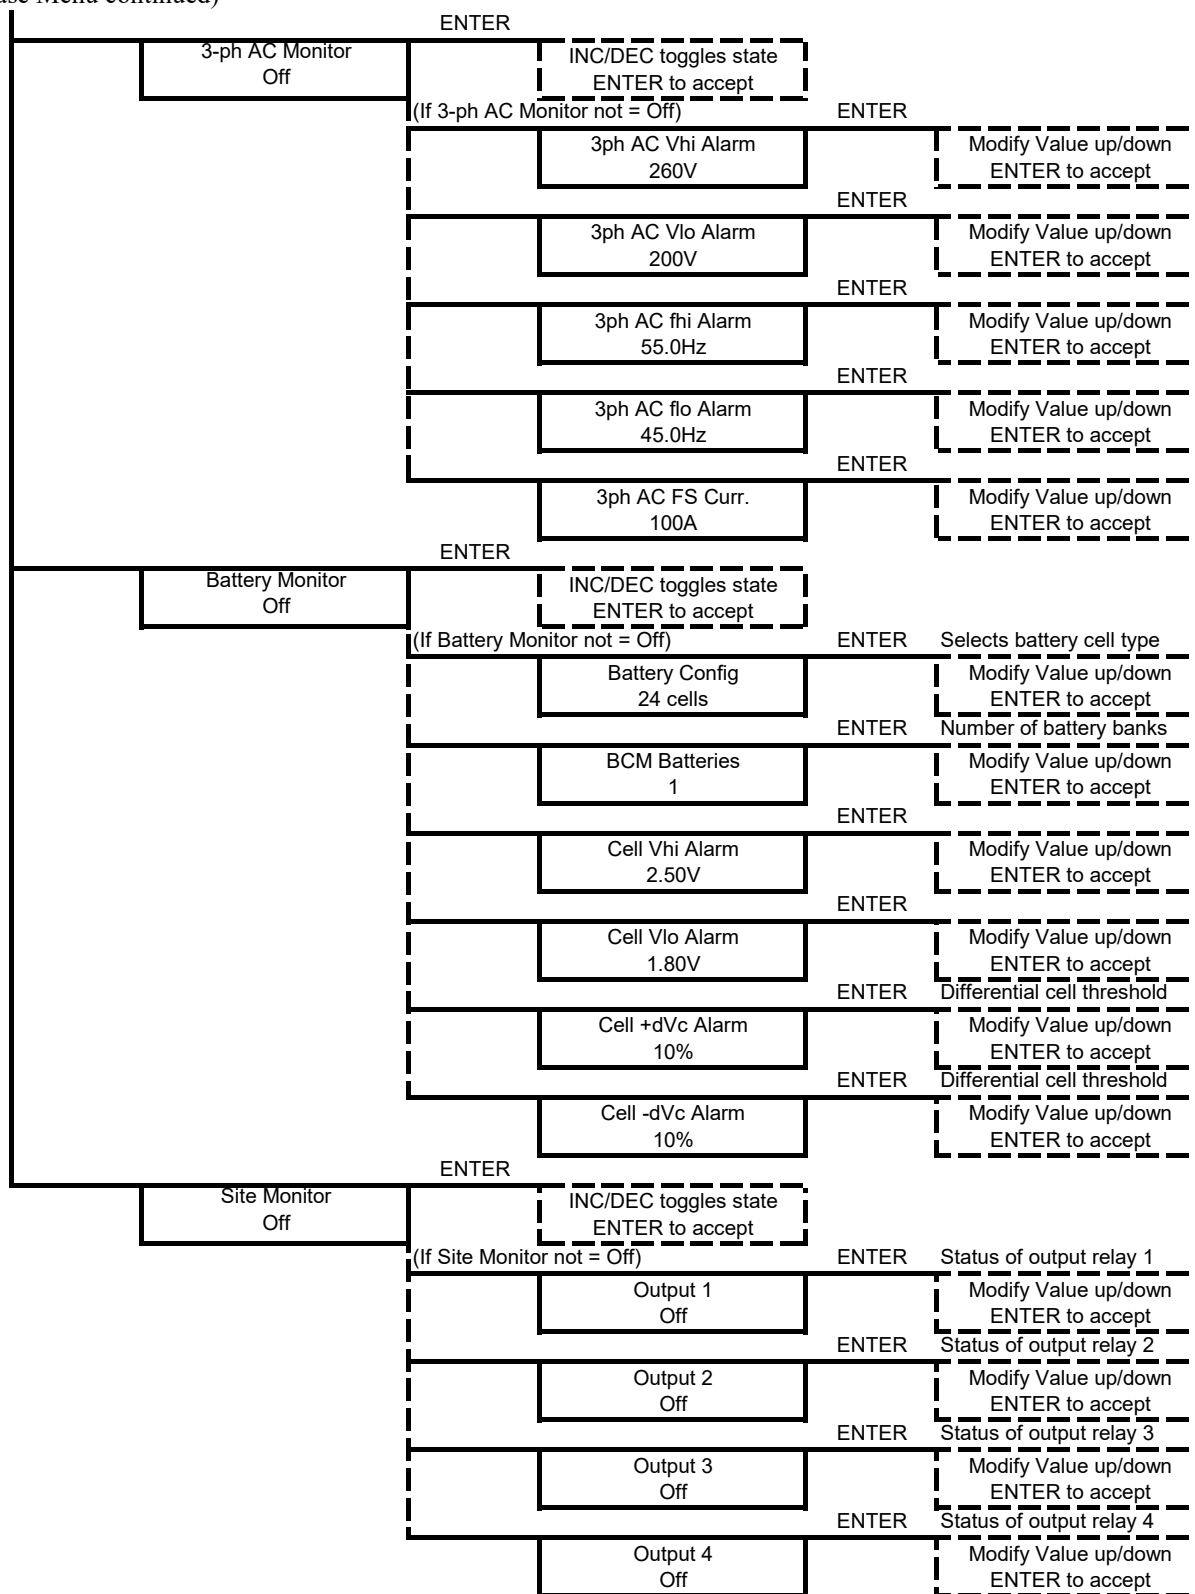 Menu continued)
ENTER
3-ph AC Monitor
Off
INC/DEC toggles state
ENTER to accept
(If 3-ph AC Monitor not = Off)
ENTER
3ph AC Vhi Alarm
260V
Modify Value up/down
ENTER to accept
ENTER
3ph AC Vlo Alarm
200V
Modify Value up/down
ENTER to accept
ENTER
3ph AC fhi Alarm
55.0Hz
Modify Value up/down
ENTER to accept
ENTER
3ph AC flo Alarm
45.0Hz
Modify Value up/down
ENTER to accept
ENTER
3ph AC FS Curr.
100A
Modify Value up/down
ENTER to accept
ENTER
Battery Monitor
Off
INC/DEC toggles state
ENTER to accept
(If Battery Monitor not = Off)
ENTER Selects battery cell type
Battery Config
24 cells
Modify Value up/down
ENTER to accept
ENTER Number of battery banks
BCM Batteries
1
Modify Value up/down
ENTER to accept
ENTER
Cell Vhi Alarm
2.50V
Modify Value up/down
ENTER to accept
ENTER
Cell Vlo Alarm
1.80V
Modify Value up/down
ENTER to accept
ENTER Differential cell threshold
Cell +dVc Alarm
10%
Modify Value up/down
ENTER to accept
ENTER Differential cell threshold
Cell -dVc Alarm
10%
Modify Value up/down
ENTER to accept
ENTER
Site Monitor
Off
INC/DEC toggles state
ENTER to accept
(If Site Monitor not = Off)
ENTER Status of output relay 1
Output 1
Off
Modify Value up/down
ENTER to accept
ENTER Status of output relay 2
Output 2
Off
Modify Value up/down
ENTER to accept
ENTER Status of output relay 3
Output 3
Off
Modify Value up/down
ENTER to accept
ENTER Status of output relay 4
Output 4
Off
Modify Value up/down
ENTER to accept